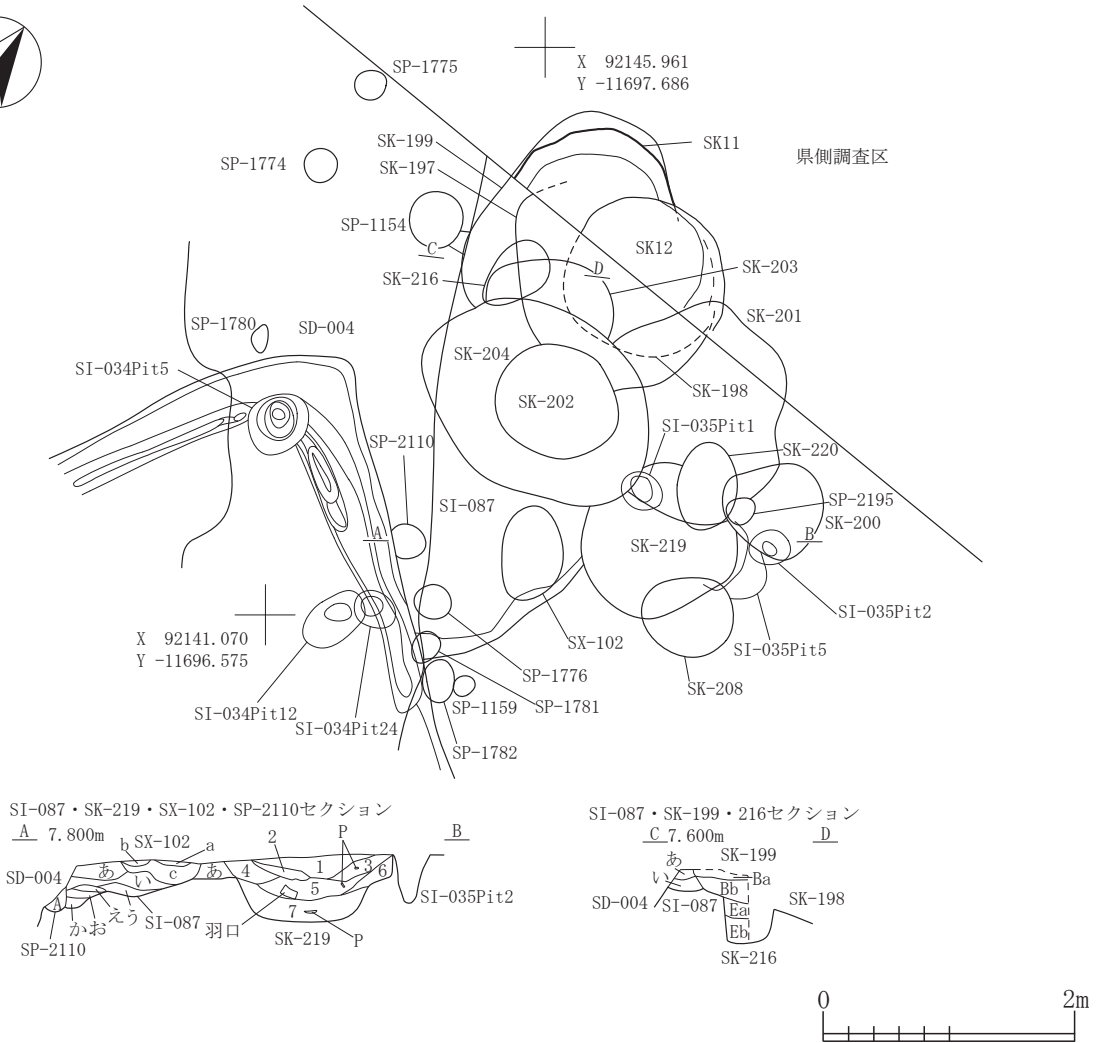 SP-1775
X 92145.961
Y -11697.686
SK-199
SK11
県側調査区
SP-1774
SK-197
SP-1154
C
SK12
D
SK-203
SK-216
SK-201
SP-1780
SD-004
SK-204
SI-034Pit5
SK-198
SK-202
SI-035Pit1
SP-2110
SK-220
SP-2195
SI-087
SK-200
A
B
SK-219
SI-035Pit2
X 92141.070
Y -11696.575
SX-102
SI-035Pit5
SP-1776
SK-208
SI-034Pit12
SP-1159
SP-1781
SI-034Pit24
SP-1782
SI-087・SK-219・SX-102・SP-2110セクション
A 7.800m
B
b SX-102 a
2
P
SD-004
あ
い
c
あ
4
1
3
6
5
A
かおえう
SI-087
羽口
7
SI-035Pit2
SP-2110
SK-219
P
SI-087・SK-199・216セクション
C 7.600m
D
あ
SK-199
い
Ba
Bb
SD-004
SI-087
SK-198
Ea
Eb
SK-216
0
2m